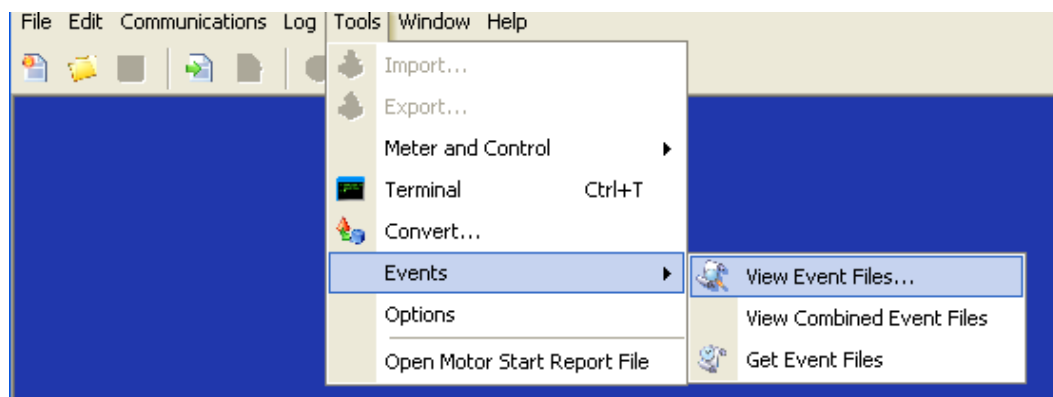 File Edit Communications Log Tools Window Help
Import...
Export...
Meter and Control
Terminal Ctrl+T
Convert...
Events
View Event Files...
Options
View Combined Event Files
Open Motor Start Report File
Get Event Files